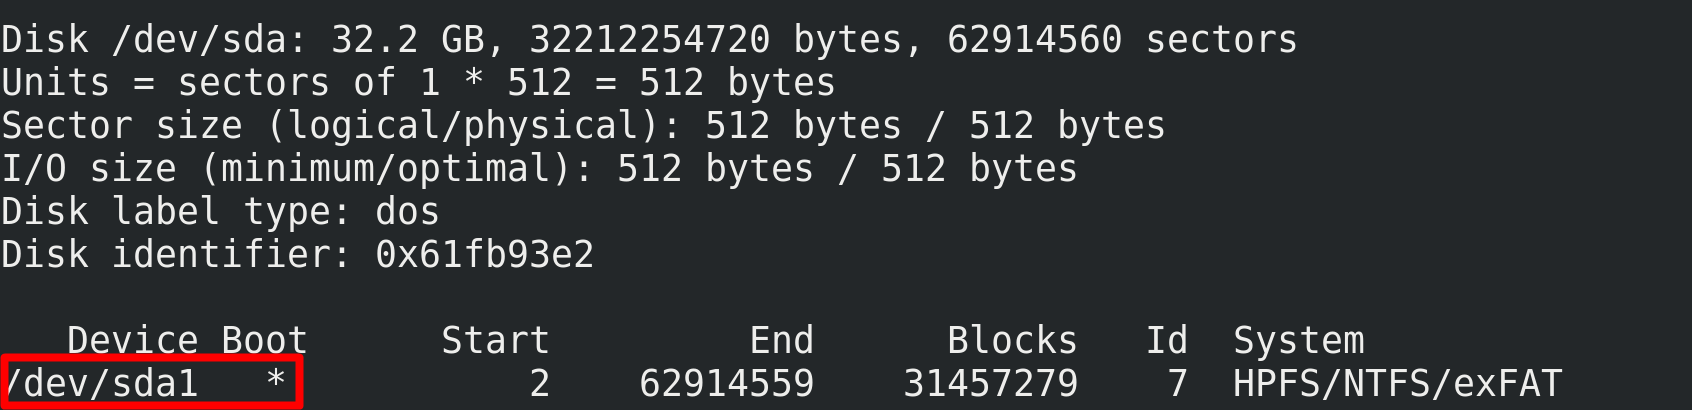 Disk /dev/sda: 32.2 GB, 32212254720 bytes, 62914560 sectors
Units = sectors of 1 * 512 = 512 bytes
Sector size (logical/physical): 512 bytes / 512 bytes
I/O size (minimum/optimal): 512 bytes / 512 bytes
Disk label type: dos
Disk identifier: 0x61fb93e2
Device Boot Start End Blocks Id System
/dev/sda1 * 2 62914559 31457279 7 HPFS/NTFS/exFAT